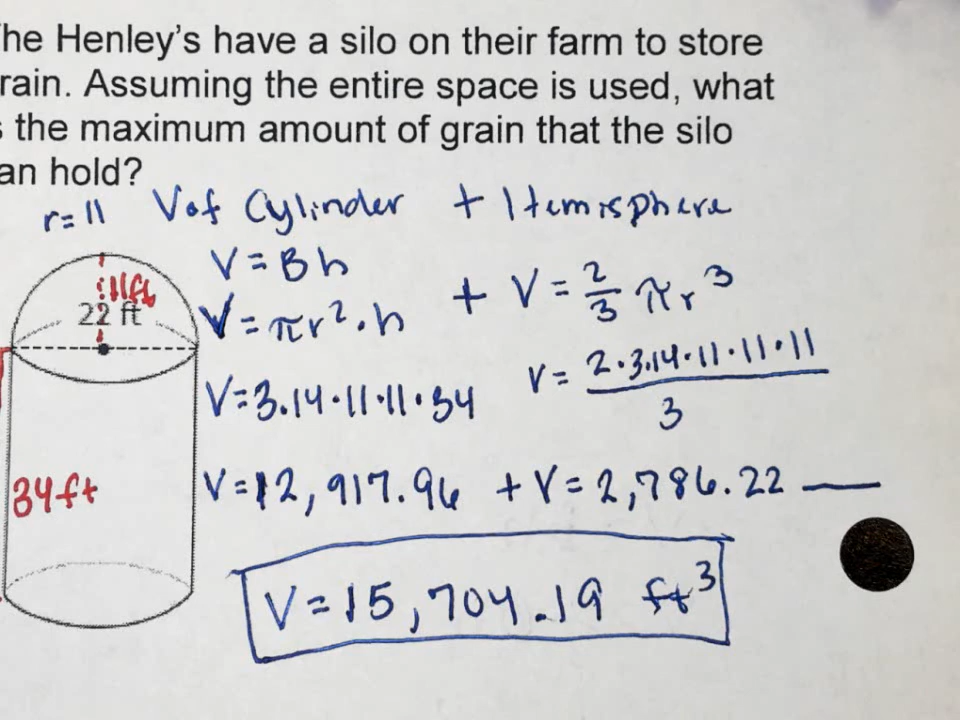 he Henley's have a silo on their farm to store
rain. Assuming the entire space is used, what
s the maximum amount of grain that the silo
an hold?
r=11 V of Cylinder + Hemisphere
V=Bh
+ V=2/3 πr³
11ft
22 ft
V=πr²·h
V=3.14·11·11·34 V= 2·3.14·11·11·11 / 3
34ft
V=12,917.96 + V=2,786.22
V=15,704.19 ft³